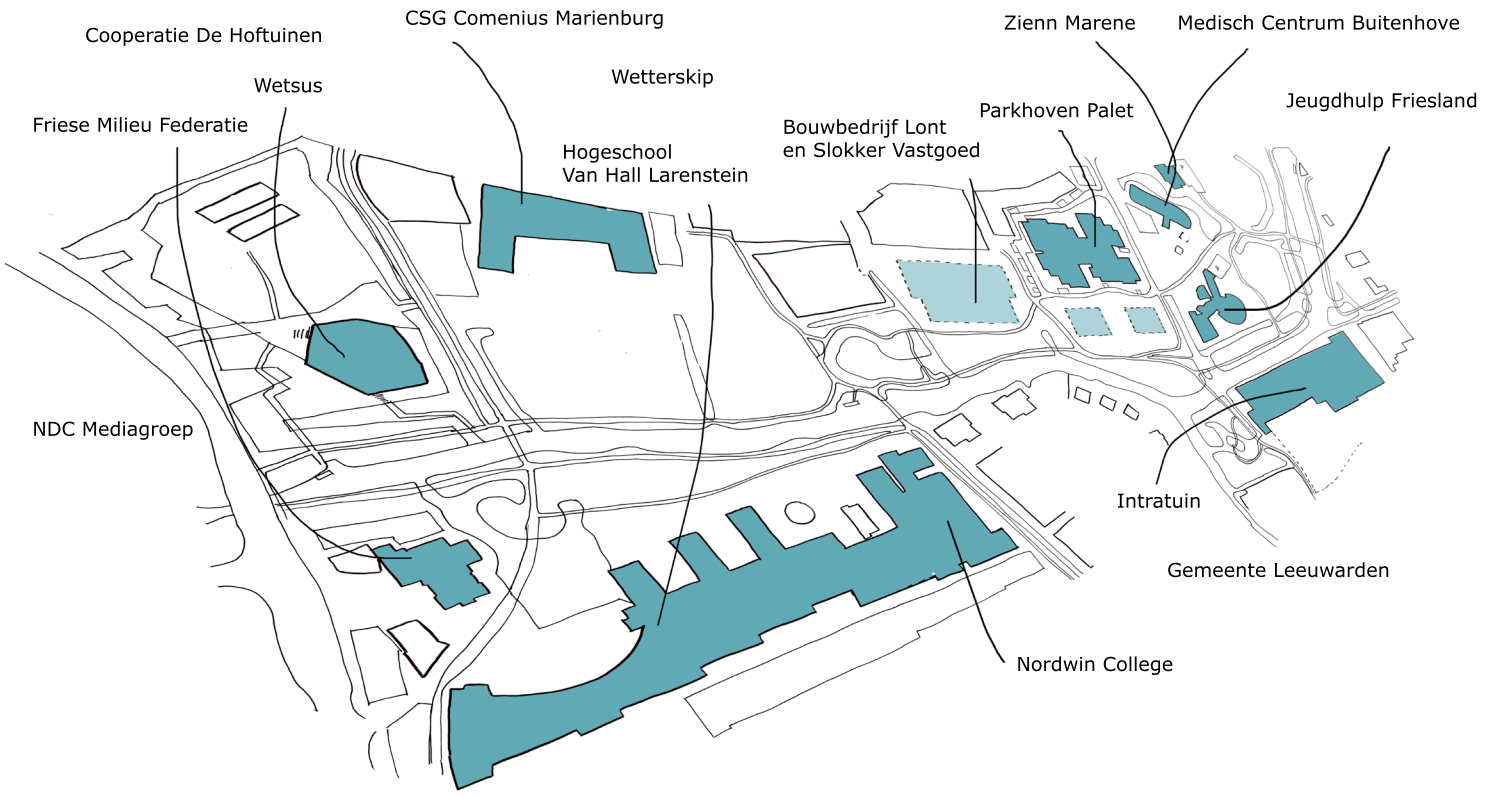 CSG Comenius Marienburg
Zienn Marene
Medisch Centrum Buitenhove
Cooperatie De Hoftuinen
Wetterskip
Wetsus
Jeugdhulp Friesland
Parkhoven Palet
Friese Milieu Federatie
Bouwbedrijf Lont
en Slokker Vastgoed
Hogeschool
Van Hall Larenstein
NDC Mediagroep
Intratuin
Gemeente Leeuwarden
Nordwin College